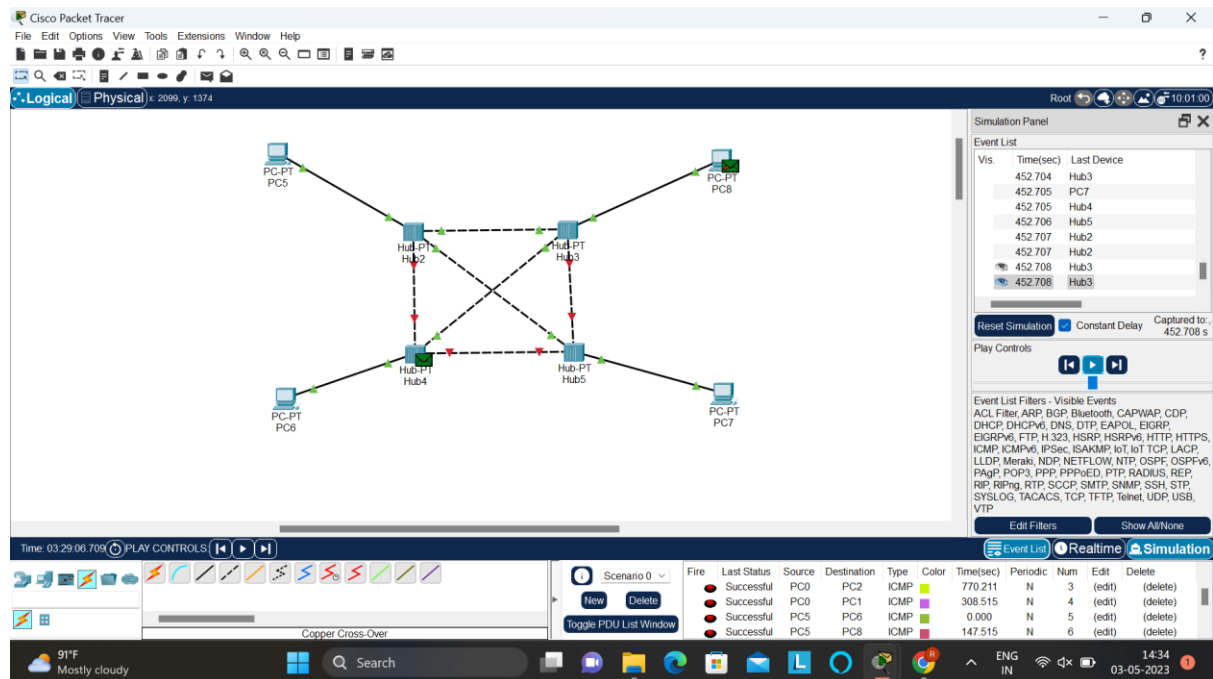 Cisco Packet Tracer
File Edit Options View Tools Extensions Window Help
?
Logical Physical x: 2099, y: 1374 Root 10:01:00
PC-PT
PC5
PC-PT
PC8
Hub-PT
Hub2
Hub-PT
Hub3
Hub-PT
Hub4
Hub-PT
Hub5
PC-PT
PC6
PC-PT
PC7
Simulation Panel
Event List
Vis. Time(sec) Last Device
452.704 Hub3
452.705 PC7
452.705 Hub4
452.706 Hub5
452.707 Hub2
452.707 Hub2
452.708 Hub3
452.708 Hub3
Reset Simulation Constant Delay Captured to:
452.708 s
Play Controls
Event List Filters - Visible Events
ACL Filter, ARP, BGP, Bluetooth, CAPWAP, CDP,
DHCP, DHCPv6, DNS, DTP, EAPOL, EIGRP,
EIGRPv6, FTP, H.323, HSRP, HSRPv6, HTTP, HTTPS,
ICMP, ICMPv6, IPSec, ISAKMP, IoT, IoT TCP, LACP,
LLDP, Meraki, NDP, NETFLOW, NTP, OSPF, OSPFv6,
PAgP, POP3, PPP, PPPoED, PTP, RADIUS, REP,
RIP, RIPng, RTP, SCCP, SMTP, SNMP, SSH, STP,
SYSLOG, TACACS, TCP, TFTP, Telnet, UDP, USB,
VTP
Edit Filters Show All/None
Time: 03:29:06.709 PLAY CONTROLS: Event List Realtime Simulation
Copper Cross-Over
Scenario 0
New Delete
Toggle PDU List Window
Fire Last Status Source Destination Type Color Time(sec) Periodic Num Edit Delete
Successful PC0 PC2 ICMP 770.211 N 3 (edit) (delete)
Successful PC0 PC1 ICMP 308.515 N 4 (edit) (delete)
Successful PC5 PC6 ICMP 0.000 N 5 (edit) (delete)
Successful PC5 PC8 ICMP 147.515 N 6 (edit) (delete)
91°F
Mostly cloudy
Search
L
ENG
IN
14:34
03-05-2023
1